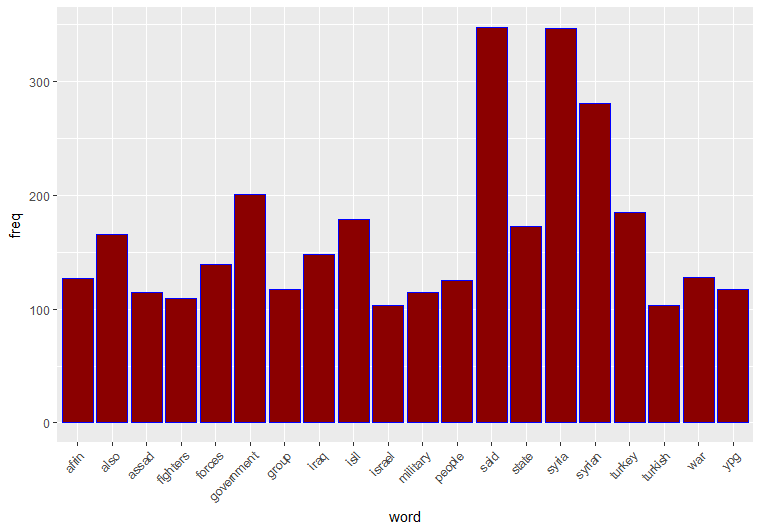 freq
300
200
100
0
afrin
also
assad
fighters
forces
government
group
iraq
isil
israel
military
people
said
state
syria
syrian
turkey
turkish
war
ypg
word